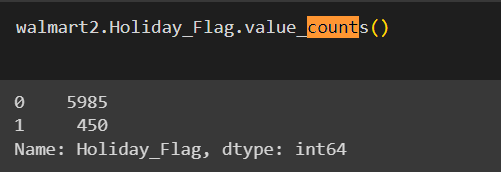 walmart2.Holiday_Flag.value_counts()
0    5985
1     450
Name: Holiday_Flag, dtype: int64